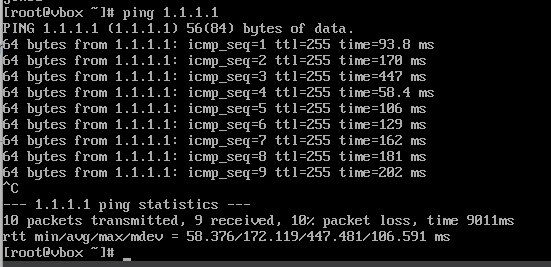 [root@vbox ~]# ping 1.1.1.1
PING 1.1.1.1 (1.1.1.1) 56(84) bytes of data.
64 bytes from 1.1.1.1: icmp_seq=1 ttl=255 time=93.8 ms
64 bytes from 1.1.1.1: icmp_seq=2 ttl=255 time=170 ms
64 bytes from 1.1.1.1: icmp_seq=3 ttl=255 time=447 ms
64 bytes from 1.1.1.1: icmp_seq=4 ttl=255 time=58.4 ms
64 bytes from 1.1.1.1: icmp_seq=5 ttl=255 time=106 ms
64 bytes from 1.1.1.1: icmp_seq=6 ttl=255 time=129 ms
64 bytes from 1.1.1.1: icmp_seq=7 ttl=255 time=162 ms
64 bytes from 1.1.1.1: icmp_seq=8 ttl=255 time=181 ms
64 bytes from 1.1.1.1: icmp_seq=9 ttl=255 time=202 ms
^C
--- 1.1.1.1 ping statistics ---
10 packets transmitted, 9 received, 10% packet loss, time 9011ms
rtt min/avg/max/mdev = 58.376/172.119/447.481/106.591 ms
[root@vbox ~]# _